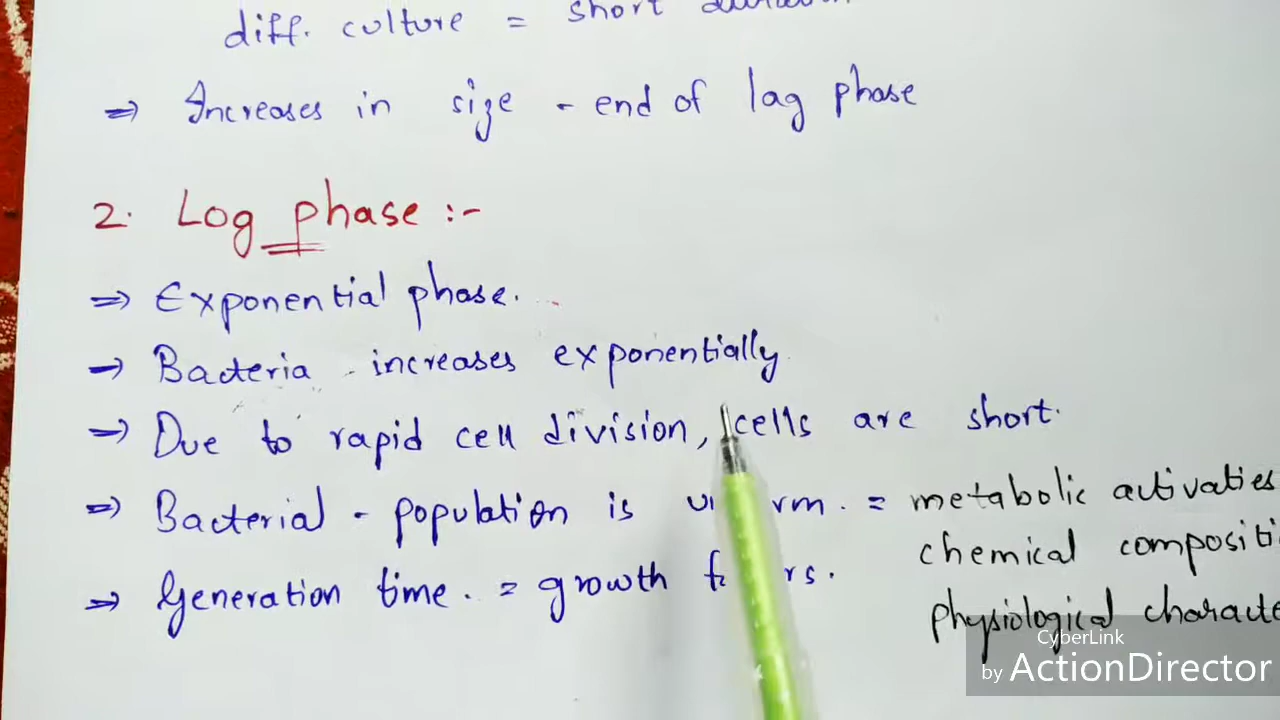 diff. culture = short
⇒ Increases in size - end of lag phase
2. Log phase :-
⇒ Exponential phase.
→ Bacteria - increases exponentially
⇒ Due to rapid cell division, cells are short.
⇒ Bacterial - population is = metabolic activaties
chemical
⇒ Generation time. = growth
physiological
CyberLink
by ActionDirector